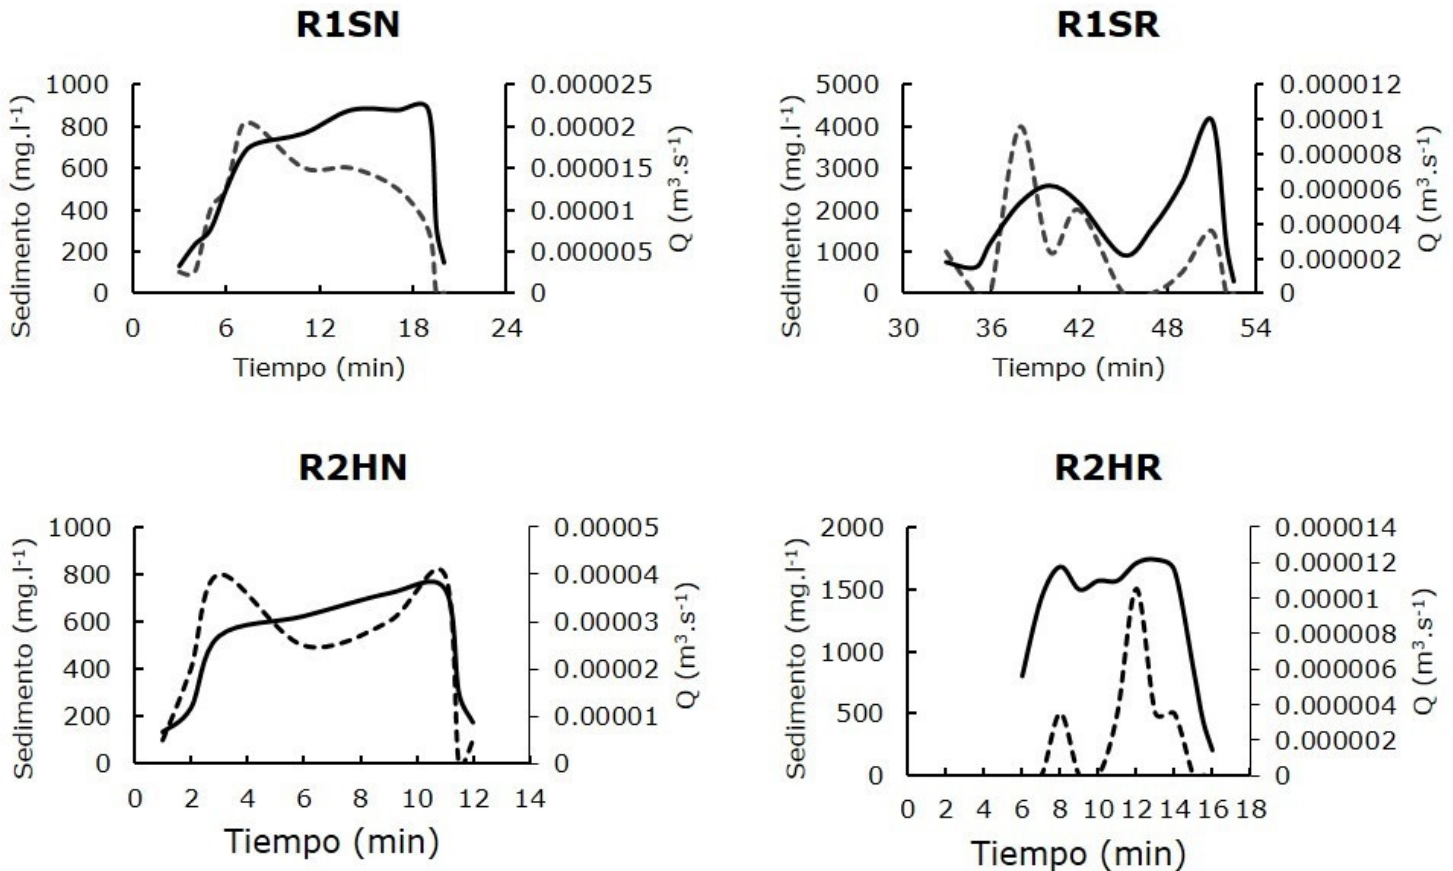 R1SN
Sedimento (mg.l⁻¹)
1000
800
600
400
200
0
0.000025
0.00002
0.000015
0.00001
0.000005
0
Q (m³.s⁻¹)
0 6 12 18 24
Tiempo (min)
R1SR
Sedimento (mg.l⁻¹)
5000
4000
3000
2000
1000
0
0.000012
0.00001
0.000008
0.000006
0.000004
0.000002
0
Q (m³.s⁻¹)
30 36 42 48 54
Tiempo (min)
R2HN
Sedimento (mg.l⁻¹)
1000
800
600
400
200
0
0.00005
0.00004
0.00003
0.00002
0.00001
0
Q (m³.s⁻¹)
0 2 4 6 8 10 12 14
Tiempo (min)
R2HR
Sedimento (mg.l⁻¹)
2000
1500
1000
500
0
0.000014
0.000012
0.00001
0.000008
0.000006
0.000004
0.000002
0
Q (m³.s⁻¹)
0 2 4 6 8 10 12 14 16 18
Tiempo (min)